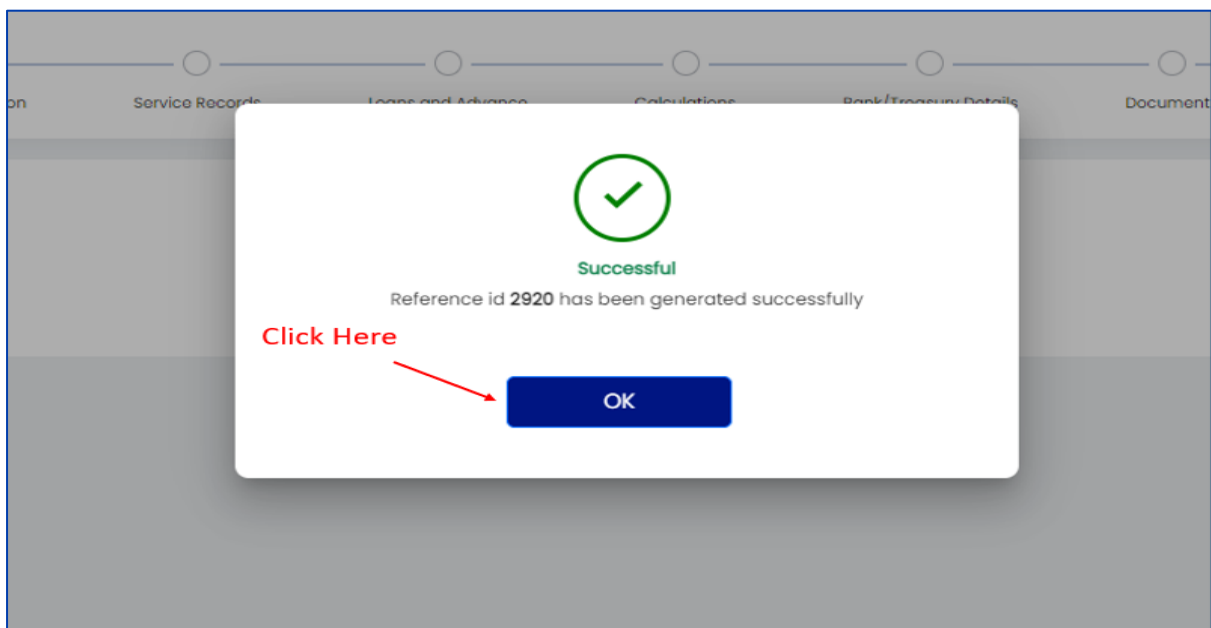 on Service Records Loans and Advance Calculations Bank/Treasury Details Document
Successful
Reference id 2920 has been generated successfully
Click Here
OK